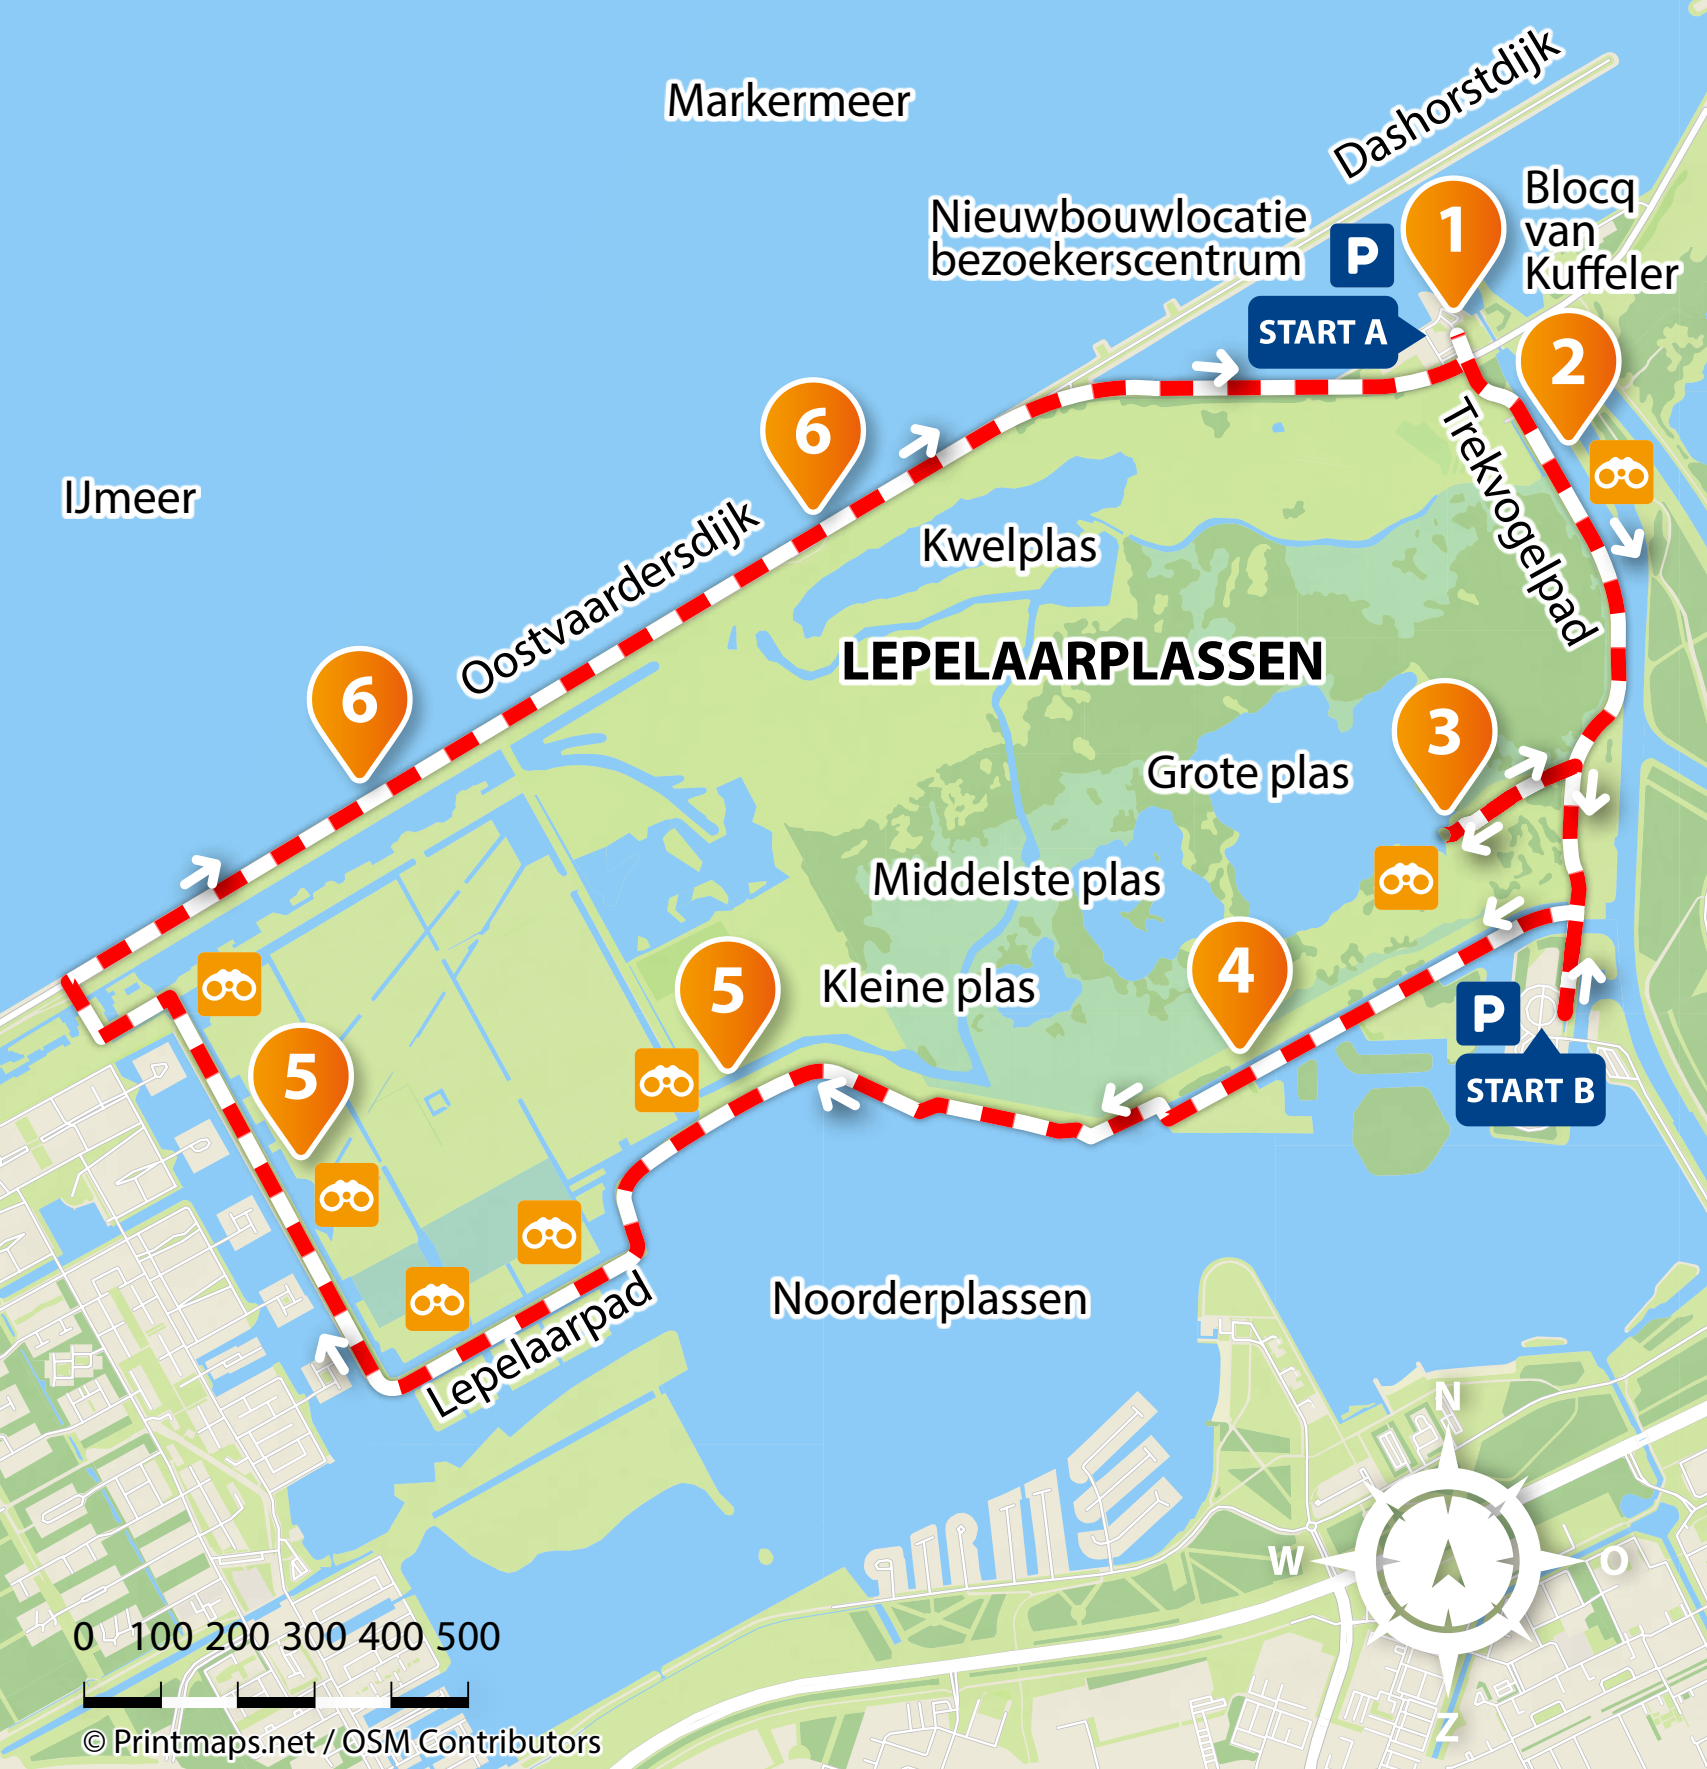 Markermeer
Dashorstdijk
Blocq
van
Kuffeler
Nieuwbouwlocatie
bezoekerscentrum
P
1
START A
2
6
IJmeer
Oostvaardersdijk
Kwelplas
Trekvogelpad
LEPELAARPLASSEN
6
3
Grote plas
Middelste plas
4
5
Kleine plas
P
START B
5
Noorderplassen
Lepelaarpad
N
W
O
Z
0 100 200 300 400 500
© Printmaps.net / OSM Contributors